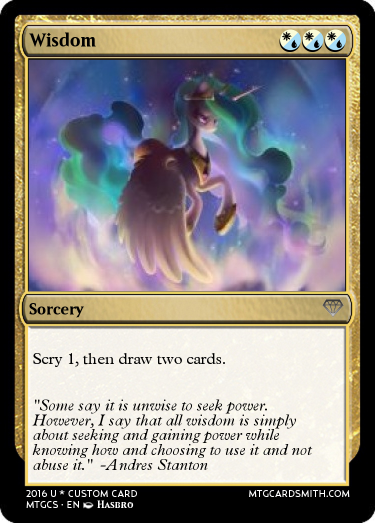 Wisdom
Sorcery
Scry 1, then draw two cards.
"Some say it is unwise to seek power.
However, I say that all wisdom is simply
about seeking and gaining power while
knowing how and choosing to use it and not
abuse it." -Andres Stanton
2016 U * CUSTOM CARD
MTGCARDSMITH.COM
MTGCS · EN HASBRO